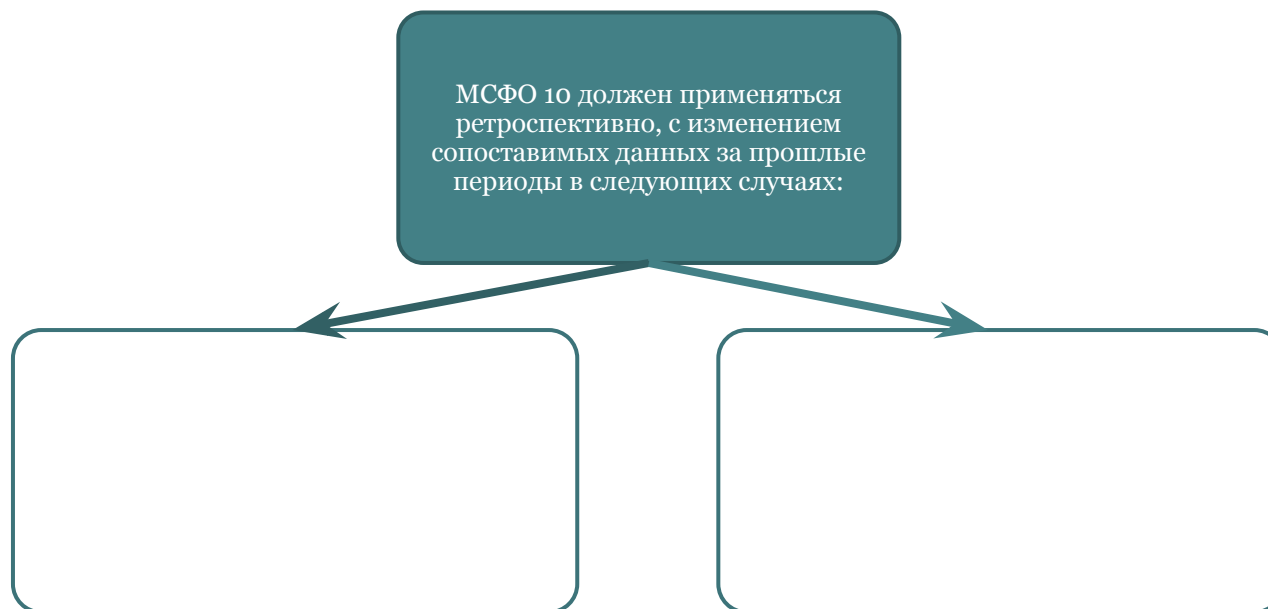 МСФО 10 должен применяться
ретроспективно, с изменением
сопоставимых данных за прошлые
периоды в следующих случаях: